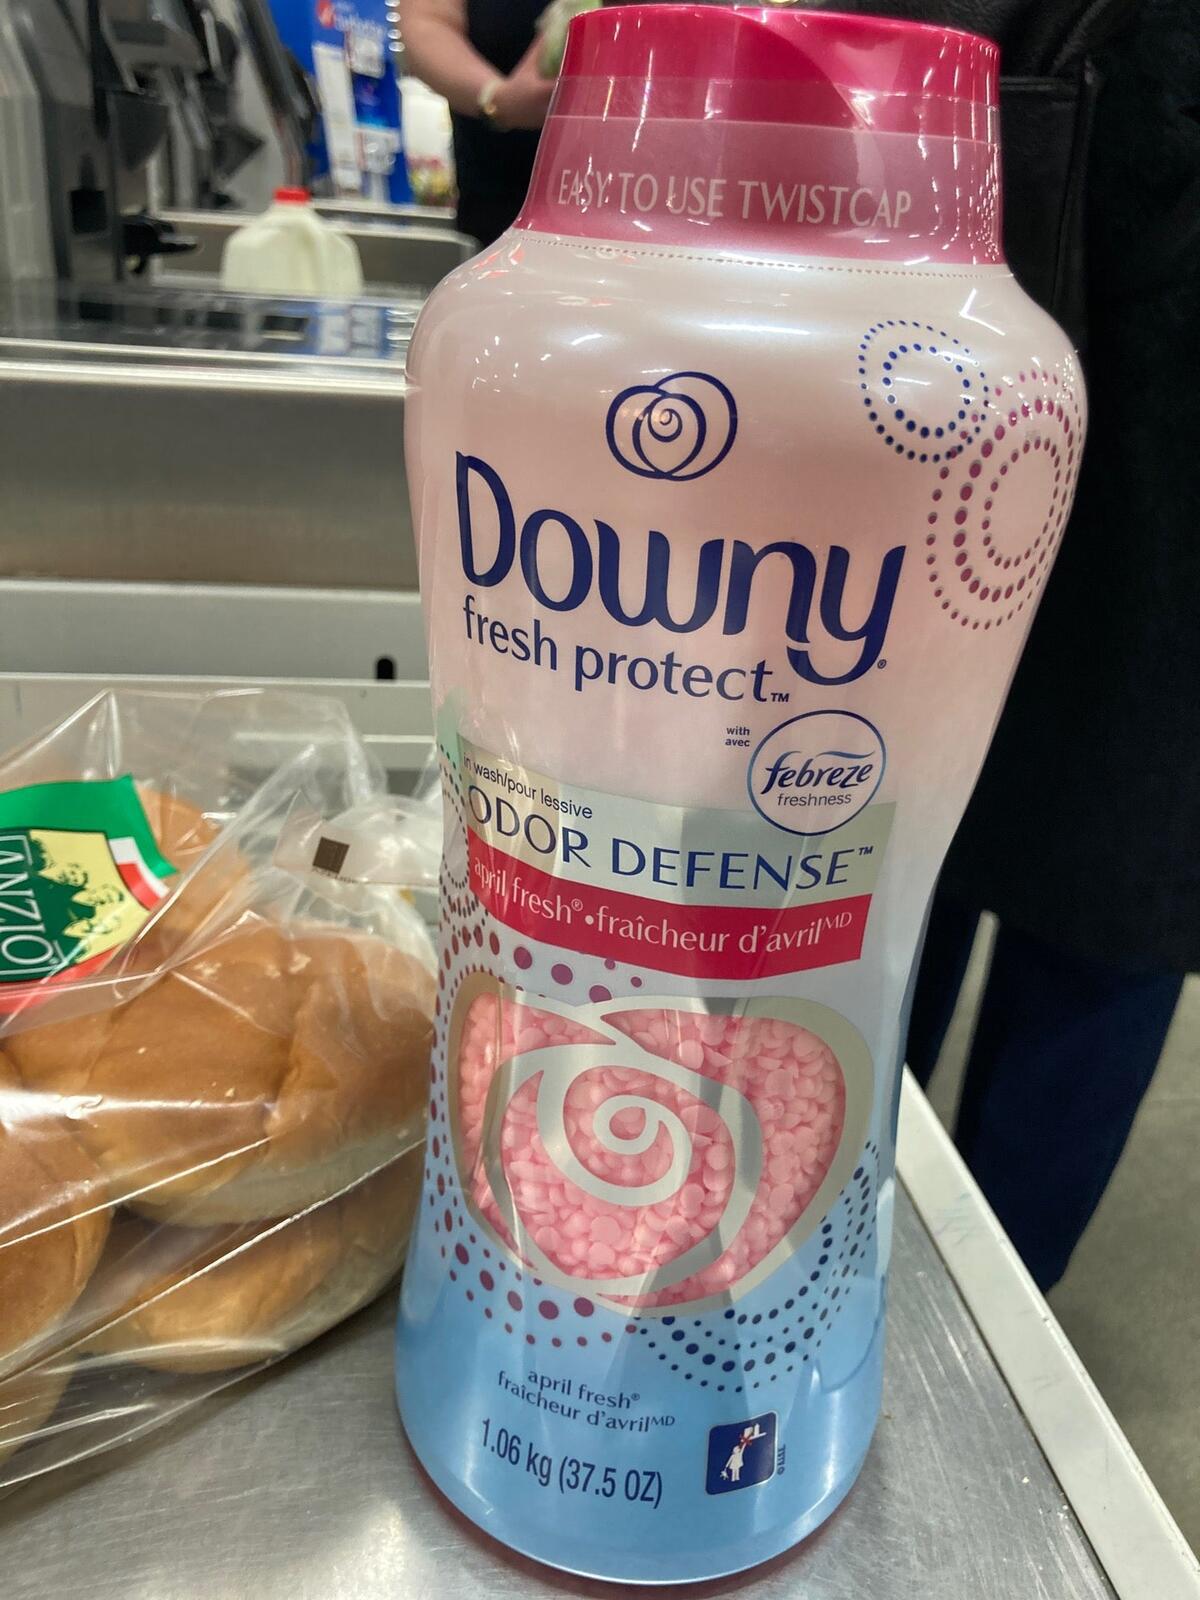 EASY TO USE TWISTCAP
Downy®
fresh protect™
with
avec
febreze
freshness
in wash/pour lessive
ODOR DEFENSE™
april fresh®•fraîcheur d'avrilMD
april fresh®
fraîcheur d'avrilMD
1.06 kg (37.5 OZ)
ANZIO